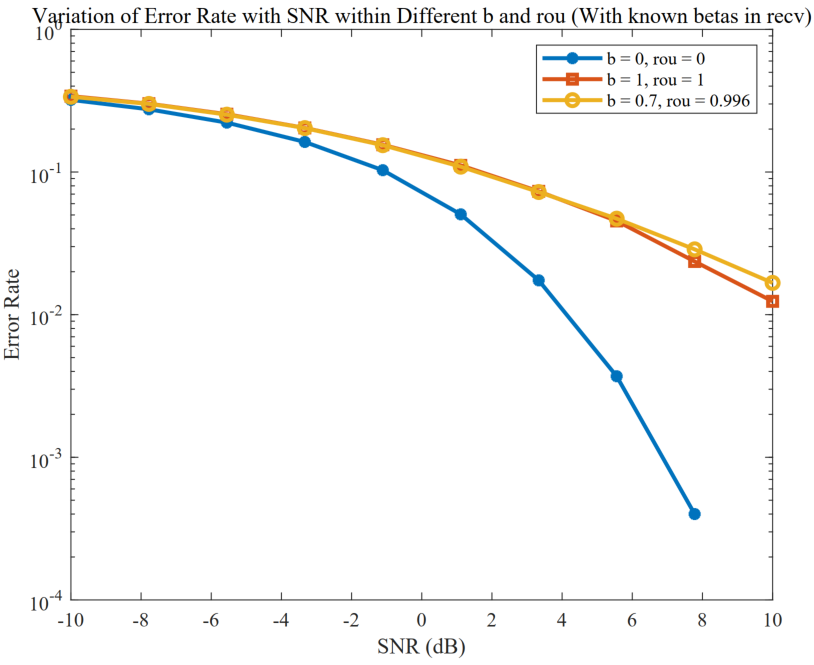 Variation of Error Rate with SNR within Different b and rou (With known betas in recv)
10^0
b = 0, rou = 0
b = 1, rou = 1
b = 0.7, rou = 0.996
10^-1
10^-2
Error Rate
10^-3
10^-4
-10 -8 -6 -4 -2 0 2 4 6 8 10
SNR (dB)